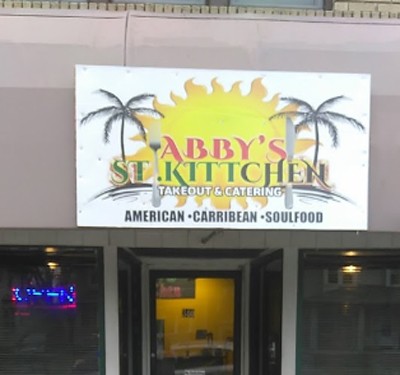 ABBY'S
ST.KITTCHEN
TAKEOUT & CATERING
AMERICAN • CARRIBEAN • SOULFOOD